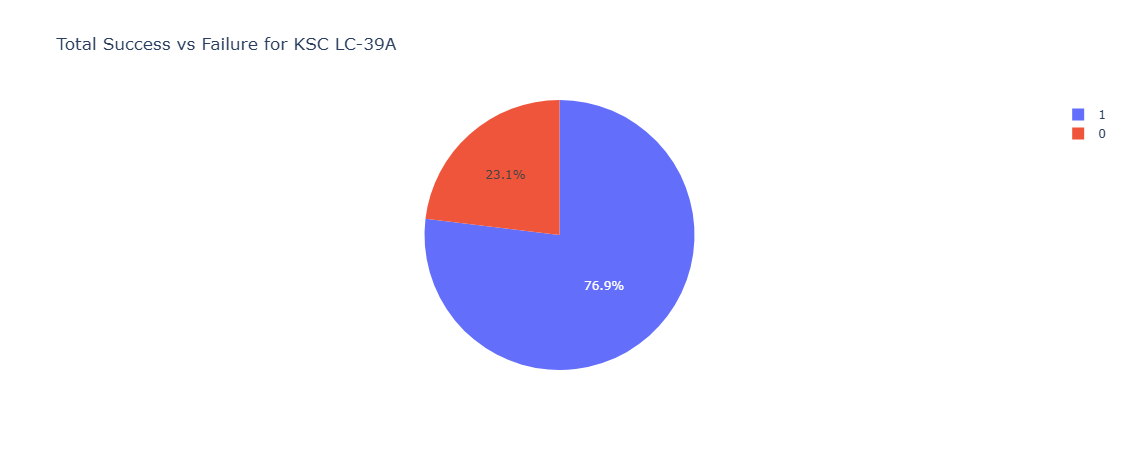 Total Success vs Failure for KSC LC-39A
1
0
23.1%
76.9%